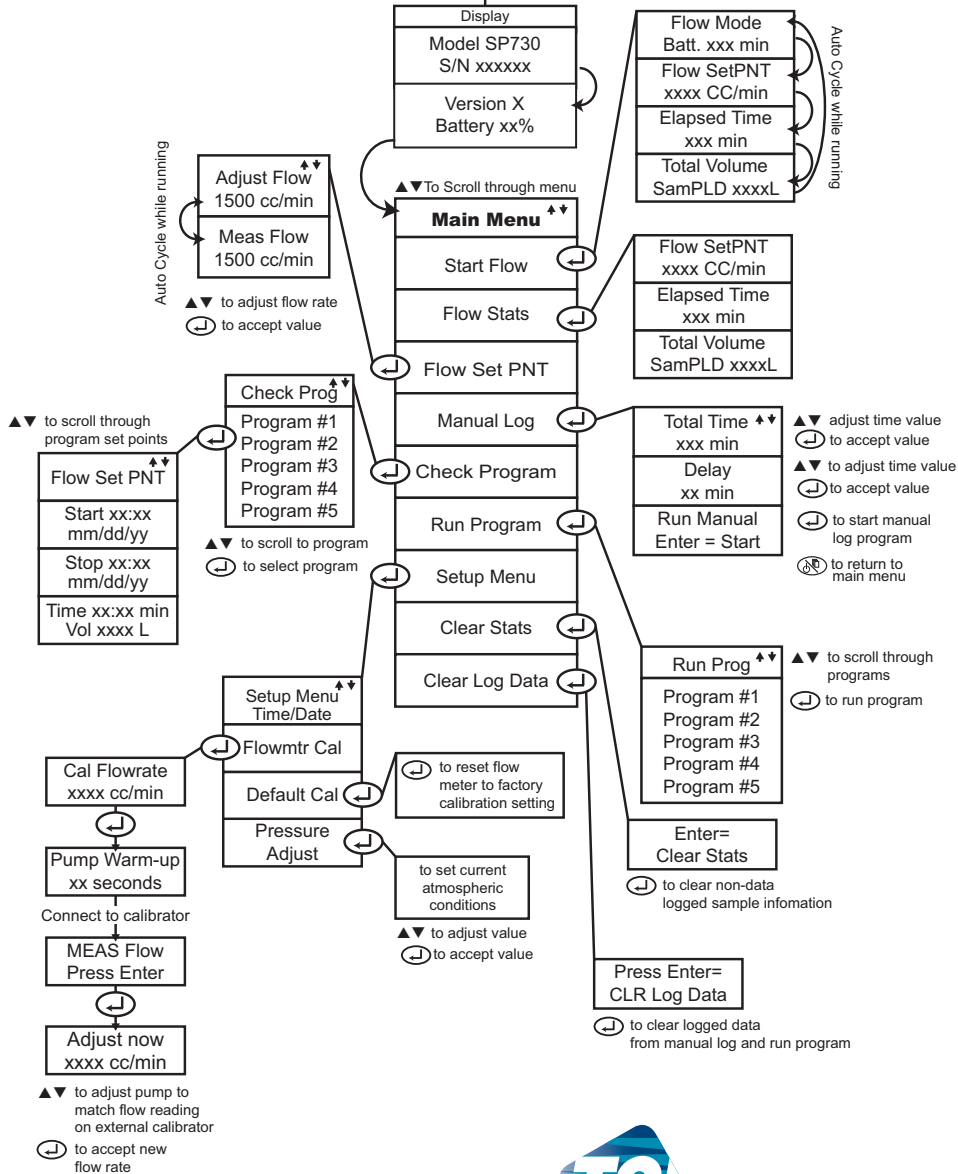 Display
Model SP730
S/N xxxxxx
Version X
Battery xx%
Flow Mode
Batt. xxx min
Flow SetPNT
xxxx CC/min
Elapsed Time
xxx min
Total Volume
SamPLD xxxxL
Auto Cycle while running
Auto Cycle while running
Adjust Flow
1500 cc/min
Meas Flow
1500 cc/min
▲▼ to adjust flow rate
to accept value
▲▼To Scroll through menu
Main Menu
Start Flow
Flow Stats
Flow Set PNT
Manual Log
Check Program
Run Program
Setup Menu
Clear Stats
Clear Log Data
Flow SetPNT
xxxx CC/min
Elapsed Time
xxx min
Total Volume
SamPLD xxxxL
Check Prog
Program #1
Program #2
Program #3
Program #4
Program #5
▲▼ to scroll to program
to select program
▲▼ to scroll through
program set points
Flow Set PNT
Start xx:xx
mm/dd/yy
Stop xx:xx
mm/dd/yy
Time xx:xx min
Vol xxxx L
Total Time
xxx min
Delay
xx min
Run Manual
Enter = Start
▲▼ adjust time value
to accept value
▲▼ to adjust time value
to accept value
to start manual
log program
to return to
main menu
Run Prog
Program #1
Program #2
Program #3
Program #4
Program #5
▲▼ to scroll through
programs
to run program
Setup Menu
Time/Date
Flowmtr Cal
Default Cal
Pressure
Adjust
to reset flow
meter to factory
calibration setting
to set current
atmospheric
conditions
▲▼ to adjust value
to accept value
Cal Flowrate
xxxx cc/min
Pump Warm-up
xx seconds
Connect to calibrator
MEAS Flow
Press Enter
Adjust now
xxxx cc/min
▲▼ to adjust pump to
match flow reading
on external calibrator
to accept new
flow rate
Enter=
Clear Stats
to clear non-data
logged sample infomation
Press Enter=
CLR Log Data
to clear logged data
from manual log and run program